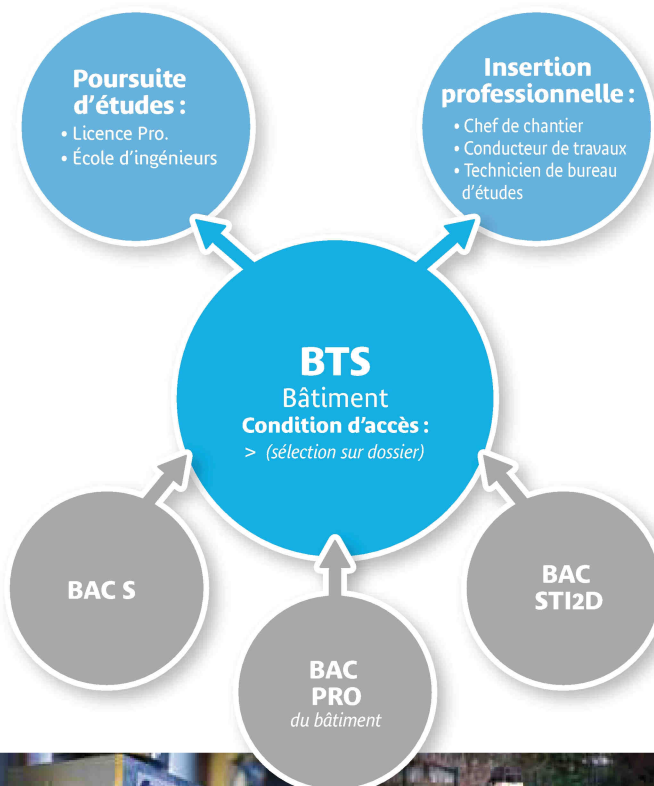 Poursuite
d'études :
• Licence Pro.
• École d'ingénieurs
Insertion
professionnelle :
• Chef de chantier
• Conducteur de travaux
• Technicien de bureau
d'études
BTS
Bâtiment
Condition d'accès :
> (sélection sur dossier)
BAC S
BAC
PRO
du bâtiment
BAC
STI2D